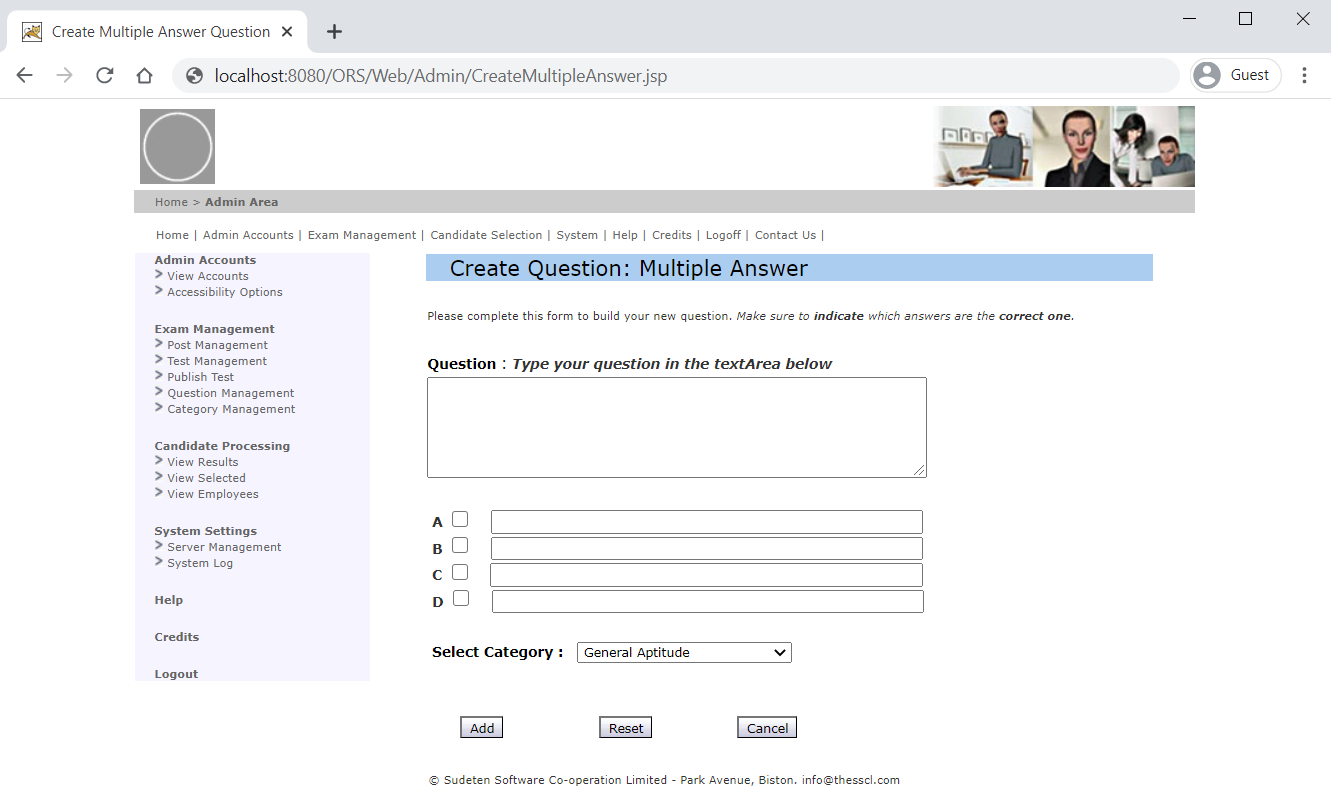 Create Multiple Answer Question
localhost:8080/ORS/Web/Admin/CreateMultipleAnswer.jsp
Guest
Home > Admin Area
Home | Admin Accounts | Exam Management | Candidate Selection | System | Help | Credits | Logoff | Contact Us |
Admin Accounts
> View Accounts
> Accessibility Options
Exam Management
> Post Management
> Test Management
> Publish Test
> Question Management
> Category Management
Candidate Processing
> View Results
> View Selected
> View Employees
System Settings
> Server Management
> System Log
Help
Credits
Logout
Create Question: Multiple Answer
Please complete this form to build your new question. Make sure to indicate which answers are the correct one.
Question : Type your question in the textArea below
A
B
C
D
Select Category : General Aptitude
Add Reset Cancel
© Sudeten Software Co-operation Limited - Park Avenue, Biston. info@thesscl.com